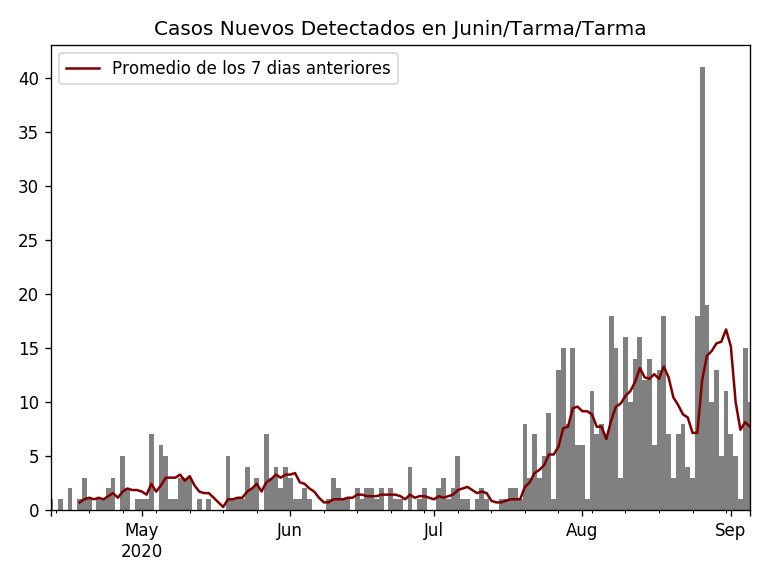 Casos Nuevos Detectados en Junin/Tarma/Tarma
Promedio de los 7 dias anteriores
40
35
30
25
20
15
10
5
0
May
2020
Jun
Jul
Aug
Sep